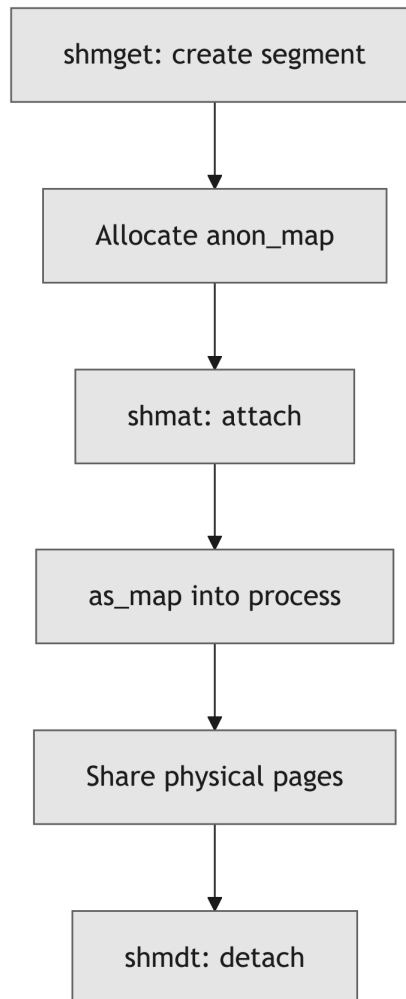 shmget: create segment
Allocate anon_map
shmat: attach
as_map into process
Share physical pages
shmdt: detach